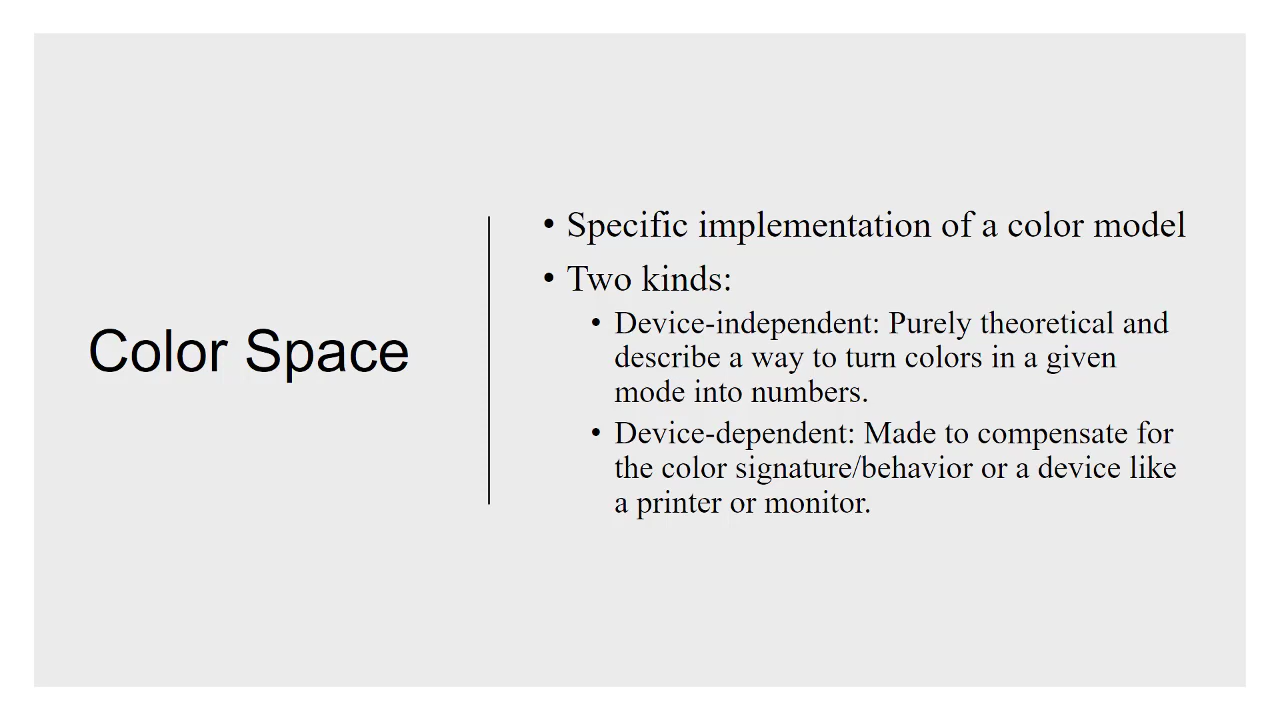 Color Space
• Specific implementation of a color model
• Two kinds:
• Device-independent: Purely theoretical and
describe a way to turn colors in a given
mode into numbers.
• Device-dependent: Made to compensate for
the color signature/behavior or a device like
a printer or monitor.